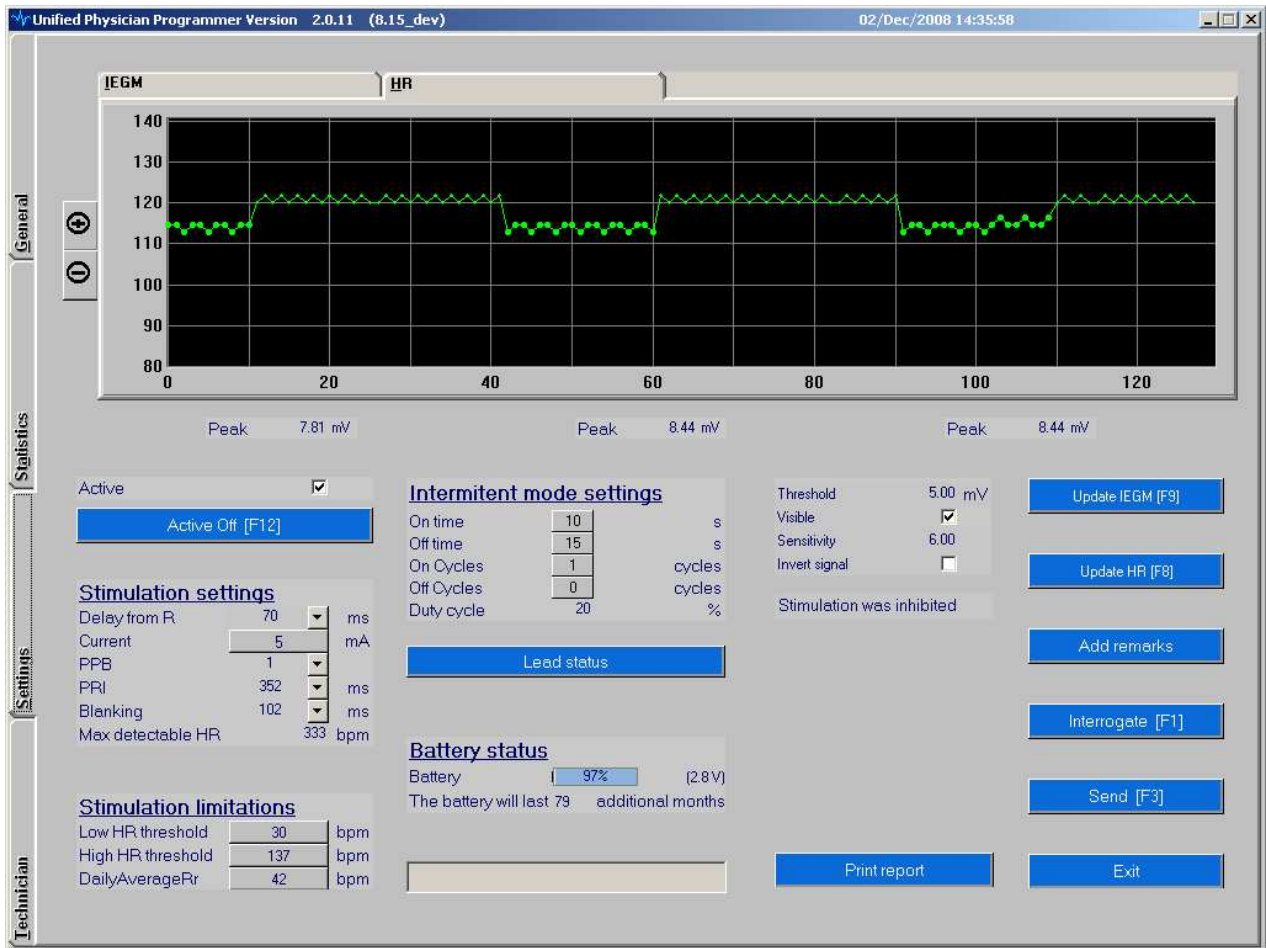 Unified Physician Programmer Version 2.0.11 (8.15_dev) 02/Dec/2008 14:35:58
General
Statistics
Settings
Technician
IEGM HR
140
130
120
110
100
90
80
0 20 40 60 80 100 120
Peak 7.81 mV Peak 8.44 mV Peak 8.44 mV
Active
Active Off [F12]
Stimulation settings
Delay from R 70 ms
Current 5 mA
PPB 1
PRI 352 ms
Blanking 102 ms
Max detectable HR 333 bpm
Stimulation limitations
Low HR threshold 30 bpm
High HR threshold 137 bpm
DailyAverageRr 42 bpm
Intermitent mode settings
On time 10 s
Off time 15 s
On Cycles 1 cycles
Off Cycles 0 cycles
Duty cycle 20 %
Lead status
Battery status
Battery 97% (2.8V)
The battery will last 79 additional months
Threshold 5.00 mV
Visible
Sensitivity 6.00
Invert signal
Stimulation was inhibited
Print report
Update IEGM [F9]
Update HR [F8]
Add remarks
Interrogate [F1]
Send [F3]
Exit